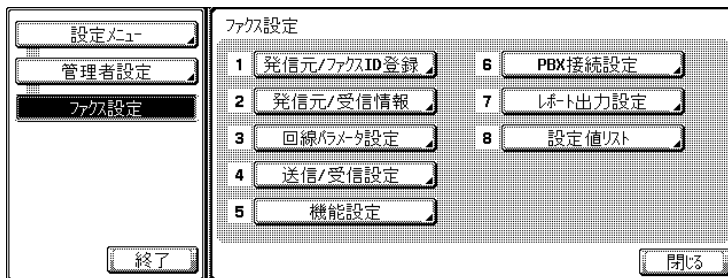 設定ﾒﾆｭｰ
管理者設定
ﾌｧｸｽ設定
終了
ﾌｧｸｽ設定
1 発信元/ﾌｧｸｽID登録
2 発信元/受信情報
3 回線ﾊﾟﾗﾒｰﾀ設定
4 送信/受信設定
5 機能設定
6 PBX接続設定
7 ﾚﾎﾟｰﾄ出力設定
8 設定値ﾘｽﾄ
閉じる